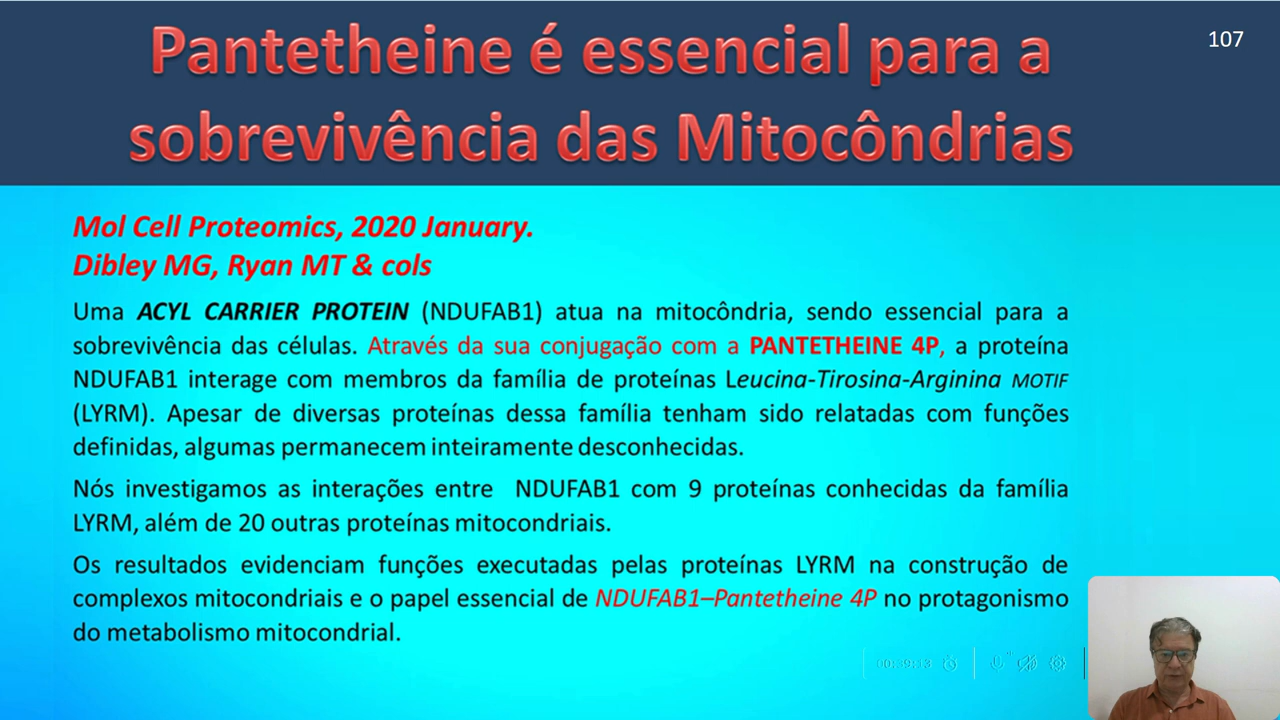 107
Pantetheine é essencial para a
sobrevivência das Mitocôndrias
Mol Cell Proteomics, 2020 January.
Dibley MG, Ryan MT & cols
Uma ACYL CARRIER PROTEIN (NDUFAB1) atua na mitocôndria, sendo essencial para a
sobrevivência das células. Através da sua conjugação com a PANTETHEINE 4P, a proteína
NDUFAB1 interage com membros da família de proteínas Leucina-Tirosina-Arginina MOTIF
(LYRM). Apesar de diversas proteínas dessa família tenham sido relatadas com funções
definidas, algumas permanecem inteiramente desconhecidas.
Nós investigamos as interações entre NDUFAB1 com 9 proteínas conhecidas da família
LYRM, além de 20 outras proteínas mitocondriais.
Os resultados evidenciam funções executadas pelas proteínas LYRM na construção de
complexos mitocondriais e o papel essencial de NDUFAB1–Pantetheine 4P no protagonismo
do metabolismo mitocondrial.